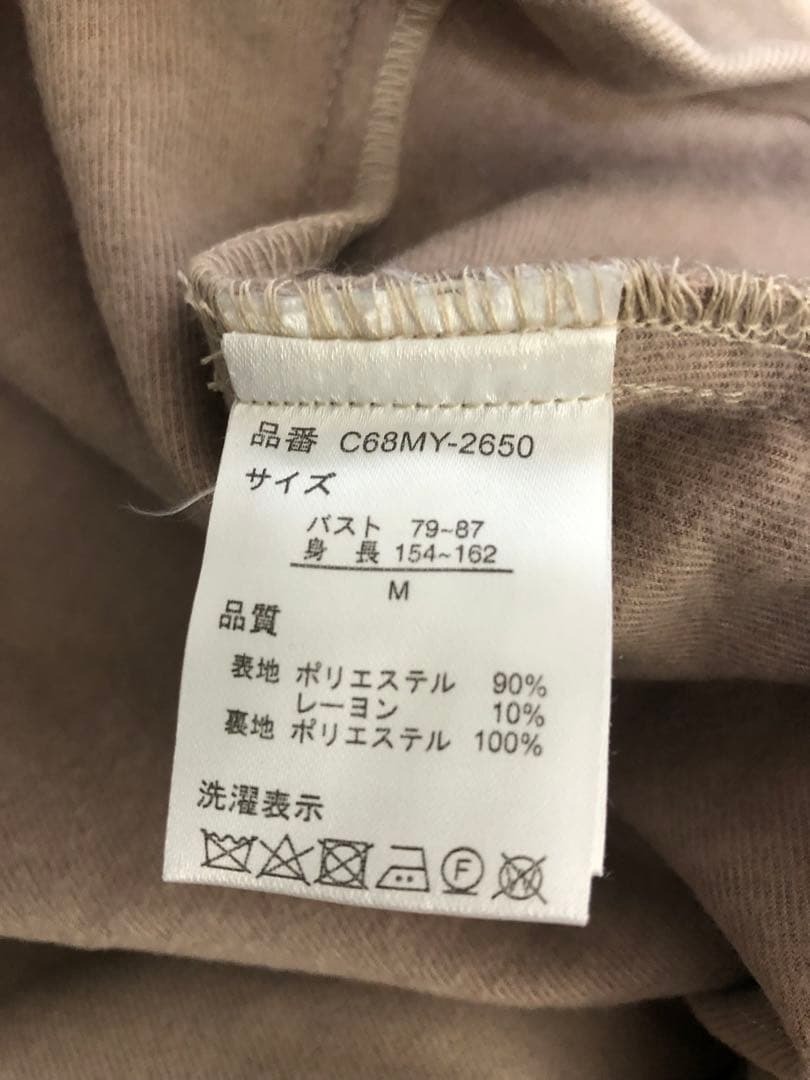 品番 C68MY-2650
サイズ
バスト 79~87
身 長 154~162
M
品質
表地 ポリエステル 90%
レーヨン 10%
裏地 ポリエステル 100%
洗濯表示
F W